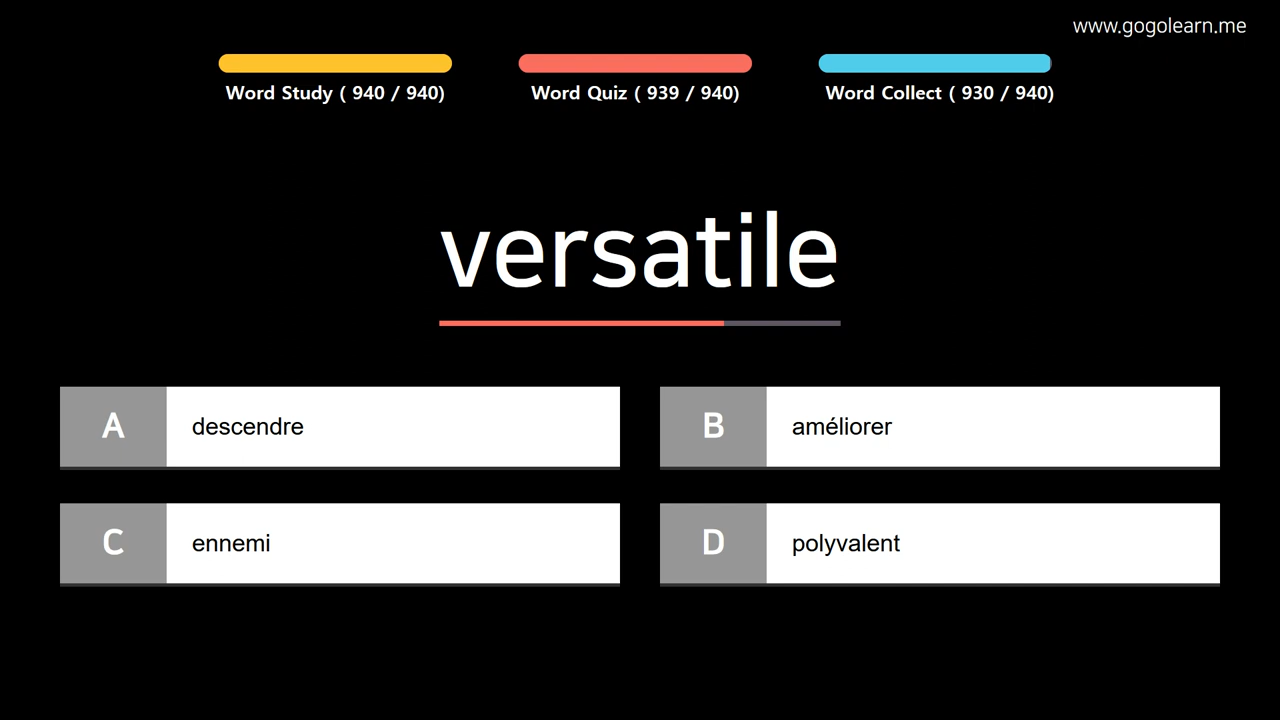 www.gogolearn.me
Word Study ( 940 / 940)
Word Quiz ( 939 / 940)
Word Collect ( 930 / 940)
versatile
A descendre
B améliorer
C ennemi
D polyvalent